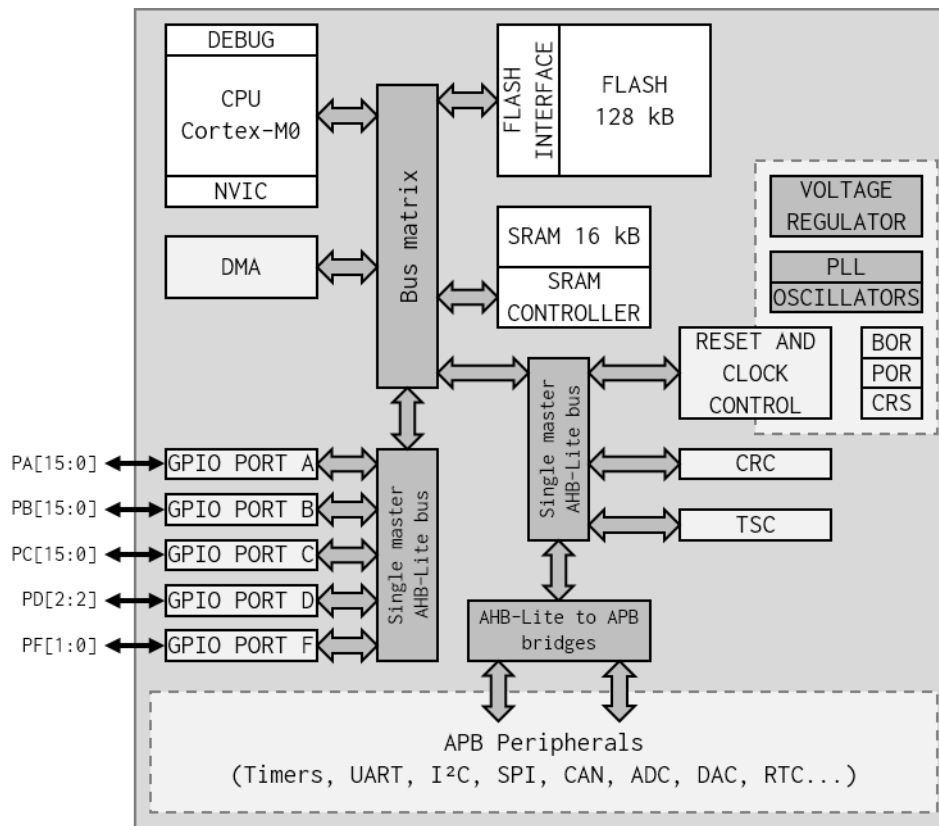 DEBUG
CPU
Cortex-M0
NVIC
FLASH
INTERFACE
FLASH
128 kB
Bus matrix
DMA
SRAM 16 kB
SRAM
CONTROLLER
VOLTAGE
REGULATOR
PLL
OSCILLATORS
RESET AND
CLOCK
CONTROL
BOR
POR
CRS
Single master
AHB-Lite bus
CRC
TSC
PA[15:0]
GPIO PORT A
PB[15:0]
GPIO PORT B
PC[15:0]
GPIO PORT C
PD[2:2]
GPIO PORT D
PF[1:0]
GPIO PORT F
Single master
AHB-Lite bus
AHB-Lite to APB
bridges
APB Peripherals
(Timers, UART, I²C, SPI, CAN, ADC, DAC, RTC...)